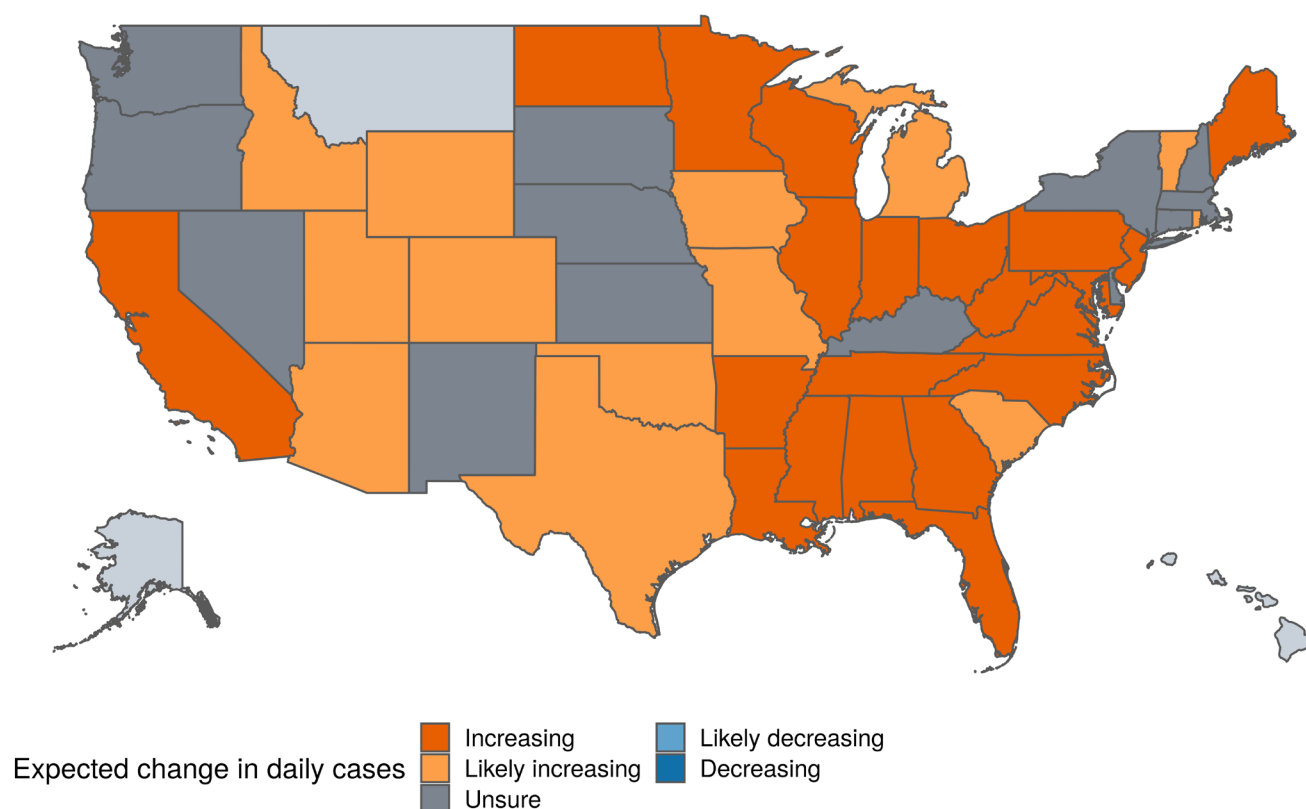 Expected change in daily cases
Increasing
Likely increasing
Unsure
Likely decreasing
Decreasing